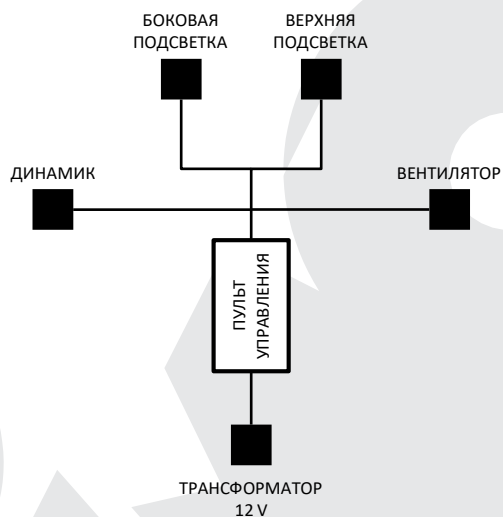 БОКОВАЯ
ПОДСВЕТКА
ВЕРХНЯЯ
ПОДСВЕТКА
ДИНАМИК
ВЕНТИЛЯТОР
ПУЛЬТ
УПРАВЛЕНИЯ
ТРАНСФОРМАТОР
12 V